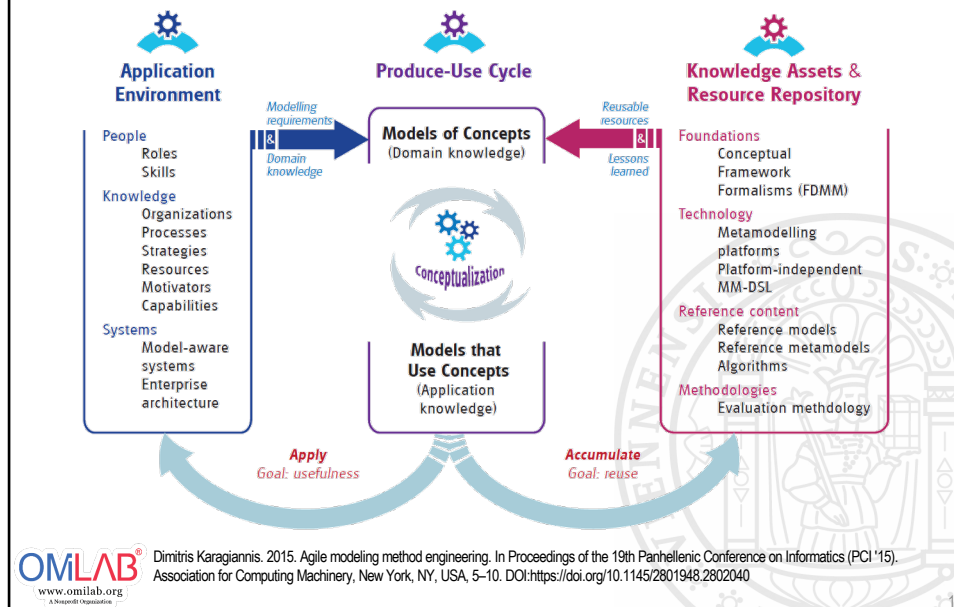 Application
Environment
Produce-Use Cycle
Knowledge Assets &
Resource Repository
Modelling
requirements
&
Domain
knowledge
Models of Concepts
(Domain knowledge)
Reusable
resources
&
Lessons
learned
People
Roles
Skills
Knowledge
Organizations
Processes
Strategies
Resources
Motivators
Capabilities
Systems
Model-aware
systems
Enterprise
architecture
Conceptualization
Models that
Use Concepts
(Application
knowledge)
Foundations
Conceptual
Framework
Formalisms (FDMM)
Technology
Metamodelling
platforms
Platform-independent
MM-DSL
Reference content
Reference models
Reference metamodels
Algorithms
Methodologies
Evaluation methdology
Apply
Goal: usefulness
Accumulate
Goal: reuse
OMiLAB®
www.omilab.org
A Nonprofit Organization
Dimitris Karagiannis. 2015. Agile modeling method engineering. In Proceedings of the 19th Panhellenic Conference on Informatics (PCI '15).
Association for Computing Machinery, New York, NY, USA, 5–10. DOI:https://doi.org/10.1145/2801948.2802040
1